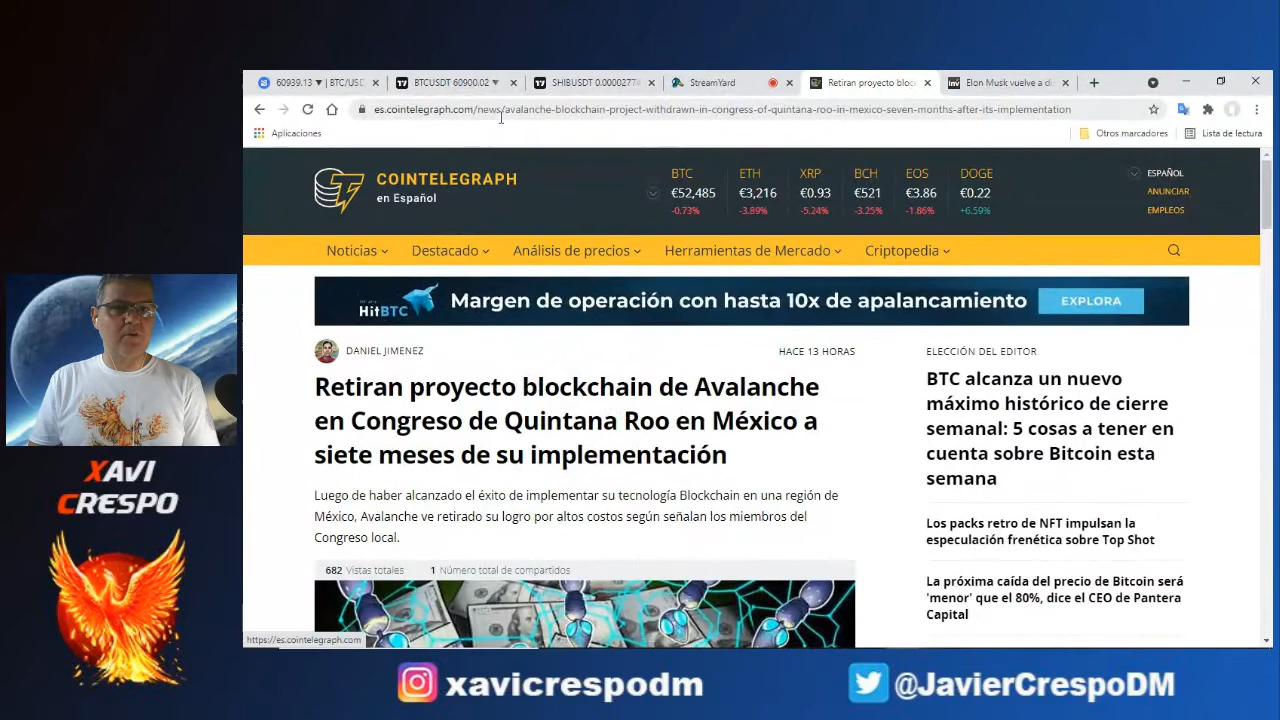 60939.13 ▼ | BTC/USD
BTCUSDT 60900.02 ▼
SHIBUSDT 0.00002774
StreamYard
Retiran proyecto bloc
Elon Musk vuelve a di
es.cointelegraph.com/news/avalanche-blockchain-project-withdrawn-in-congress-of-quintana-roo-in-mexico-seven-months-after-its-implementation
Aplicaciones
Otros marcadores
Lista de lectura
COINTELEGRAPH
en Español
BTC ETH XRP BCH EOS DOGE
€52,485 €3,216 €0.93 €521 €3.86 €0.22
-0.73% -3.89% -5.24% -3.25% -1.86% +6.59%
ESPAÑOL
ANUNCIAR
EMPLEOS
Noticias Destacado Análisis de precios Herramientas de Mercado Criptopedia
HitBTC
Margen de operación con hasta 10x de apalancamiento
EXPLORA
DANIEL JIMENEZ
HACE 13 HORAS
Retiran proyecto blockchain de Avalanche
en Congreso de Quintana Roo en México a
siete meses de su implementación
Luego de haber alcanzado el éxito de implementar su tecnología Blockchain en una región de
México, Avalanche ve retirado su logro por altos costos según señalan los miembros del
Congreso local.
682 Vistas totales 1 Número total de compartidos
ELECCIÓN DEL EDITOR
BTC alcanza un nuevo
máximo histórico de cierre
semanal: 5 cosas a tener en
cuenta sobre Bitcoin esta
semana
Los packs retro de NFT impulsan la
especulación frenética sobre Top Shot
La próxima caída del precio de Bitcoin será
'menor' que el 80%, dice el CEO de Pantera
Capital
https://es.cointelegraph.com
XAVI
CRESPO
xavicrespodm
@JavierCrespoDM